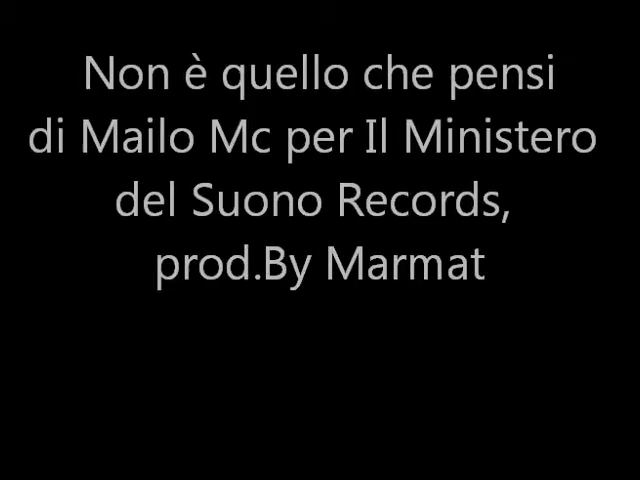 Non è quello che pensi
di Mailo Mc per Il Ministero
del Suono Records,
prod.By Marmat